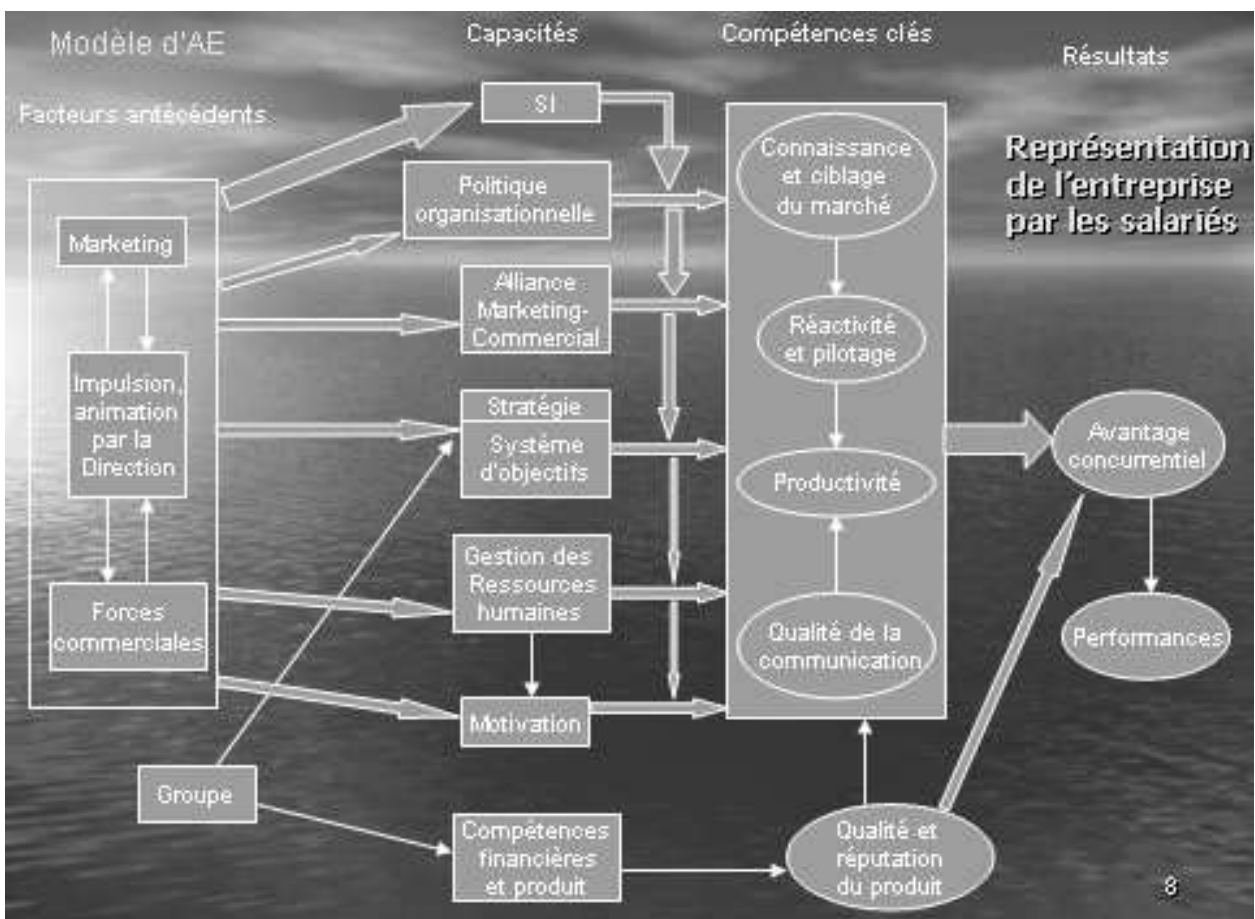 Modèle d'AE
Capacités
Compétences clés
Résultats
Facteurs antécédents
Représentation
de l'entreprise
par les salariés
Marketing
Impulsion,
animation
par la
Direction
Forces
commerciales
Groupe
SI
Politique
organisationnelle
Alliance
Marketing-
Commercial
Stratégie
Système
d'objectifs
Gestion des
Ressources
humaines
Motivation
Compétences
financières
et produit
Connaissance
et ciblage
du marché
Réactivité
et pilotage
Productivité
Qualité de la
communication
Qualité et
réputation
du produit
Avantage
concurrentiel
Performances
8